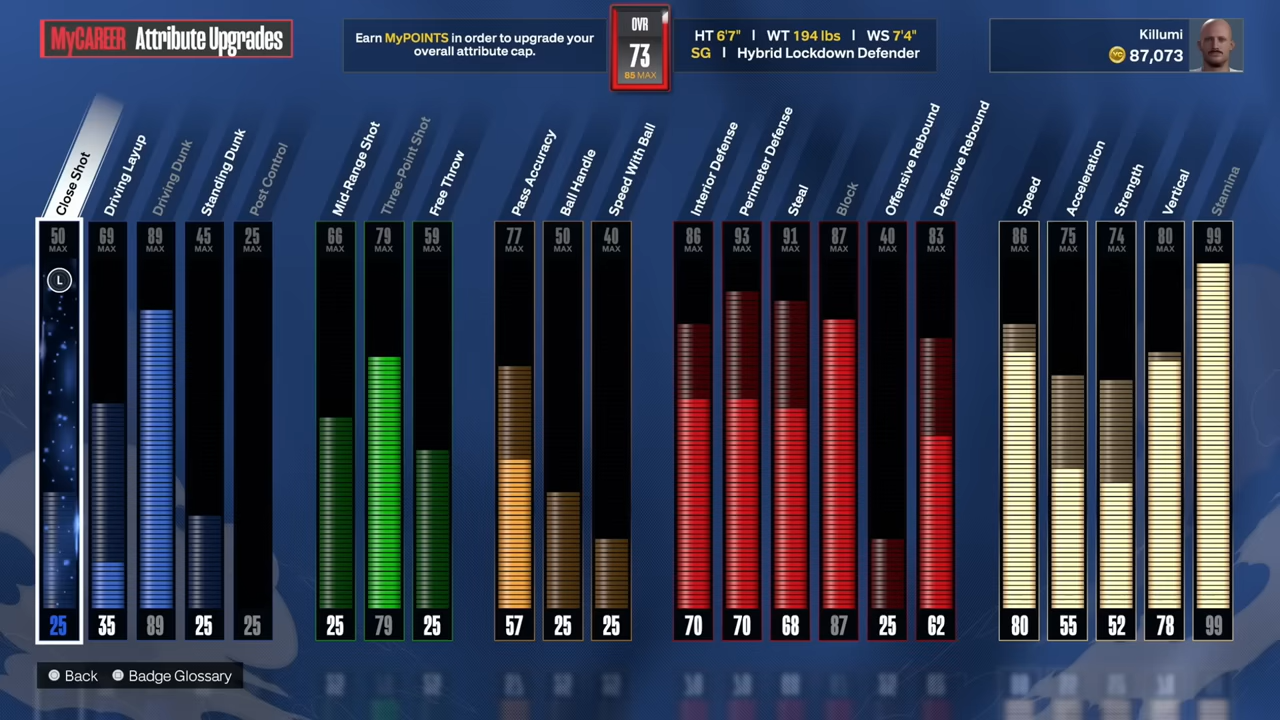 MyCAREER Attribute Upgrades
Earn MyPOINTS in order to upgrade your
overall attribute cap.
OVR
73
85 MAX
HT 6'7" | WT 194 lbs | WS 7'4"
SG | Hybrid Lockdown Defender
Killumi
VC 87,073
Close Shot
Driving Layup
Driving Dunk
Standing Dunk
Post Control
Mid-Range Shot
Three-Point Shot
Free Throw
Pass Accuracy
Ball Handle
Speed With Ball
Interior Defense
Perimeter Defense
Steal
Block
Offensive Rebound
Defensive Rebound
Speed
Acceleration
Strength
Vertical
Stamina
50 69 89 45 25 66 79 59 77 50 40 86 93 91 87 40 83 86 75 74 80 99
MAX MAX MAX MAX MAX MAX MAX MAX MAX MAX MAX MAX MAX MAX MAX MAX MAX MAX MAX MAX MAX MAX
L
25 35 89 25 25 25 79 25 57 25 25 70 70 68 87 25 62 80 55 52 78 99
Back Badge Glossary